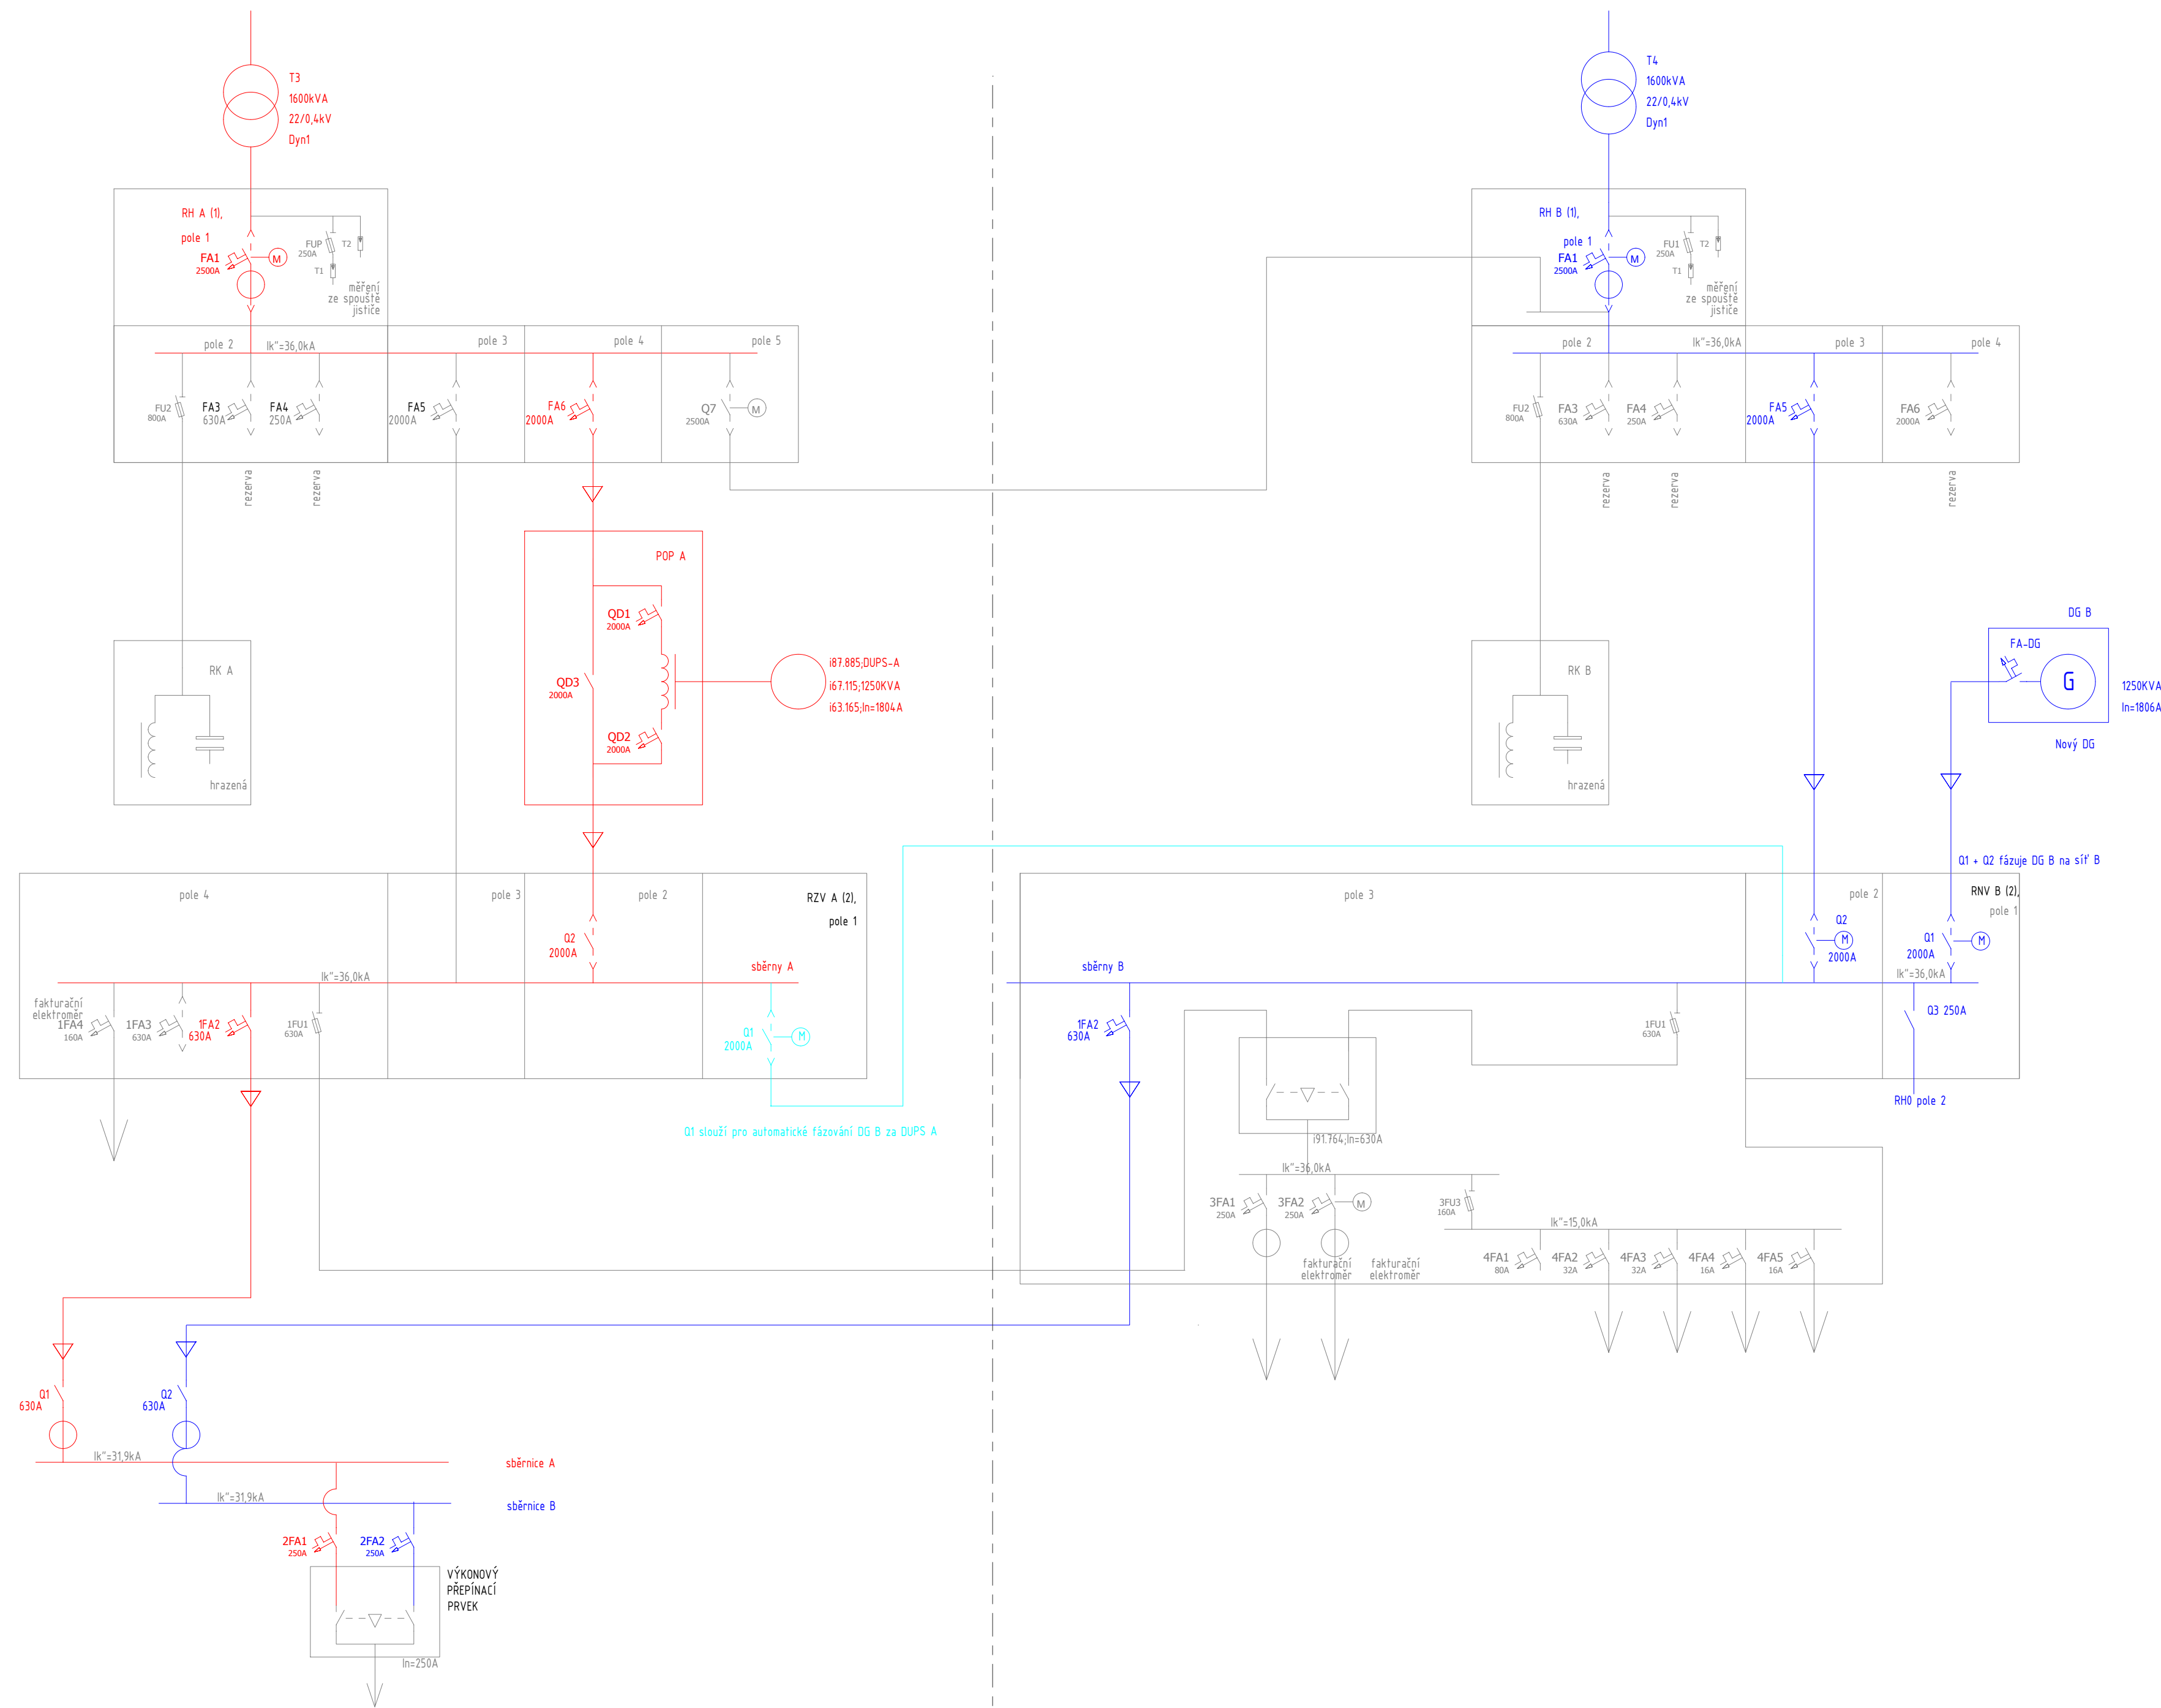 T3
1600kVA
22/0,4kV
Dyn1
RH A (1),
pole 1
FA1
2500A
M
FUP
250A
T2
T1
měření
ze spouště
jističe
pole 2
Ik''=36,0kA
pole 3
pole 4
pole 5
FU2
800A
FA3
630A
FA4
250A
FA5
2000A
FA6
2000A
Q7
2500A
M
rezerva
rezerva
POP A
QD1
2000A
QD3
2000A
QD2
2000A
i87.885;DUPS-A
i67.115;1250KVA
i63.165;In=1804A
RK A
hrazená
pole 4
pole 3
pole 2
RZV A (2),
pole 1
Q2
2000A
sběrny A
Ik''=36,0kA
fakturační
elektroměr
1FA4
160A
1FA3
630A
1FA2
630A
1FU1
630A
Q1
2000A
M
Q1 slouží pro automatické fázování DG B za DUPS A
T4
1600kVA
22/0,4kV
Dyn1
RH B (1),
pole 1
FA1
2500A
M
FU1
250A
T2
T1
měření
ze spouště
jističe
pole 2
Ik''=36,0kA
pole 3
pole 4
FU2
800A
FA3
630A
FA4
250A
FA5
2000A
FA6
2000A
rezerva
rezerva
rezerva
RK B
hrazená
DG B
FA-DG
G
1250KVA
In=1806A
Nový DG
Q1 + Q2 fázuje DG B na síť B
pole 3
pole 2
RNV B (2),
pole 1
Q2
M
2000A
Q1
2000A
M
sběrny B
Ik''=36,0kA
1FA2
630A
1FU1
630A
Q3 250A
RH0 pole 2
i91.764;In=630A
Ik''=36,0kA
3FA1
250A
3FA2
250A
M
3FU3
160A
Ik''=15,0kA
fakturační
elektroměr
fakturační
elektroměr
4FA1
80A
4FA2
32A
4FA3
32A
4FA4
16A
4FA5
16A
Q1
630A
Q2
630A
Ik''=31,9kA
sběrnice A
Ik''=31,9kA
sběrnice B
2FA1
250A
2FA2
250A
VÝKONOVÝ
PŘEPÍNACÍ
PRVEK
In=250A